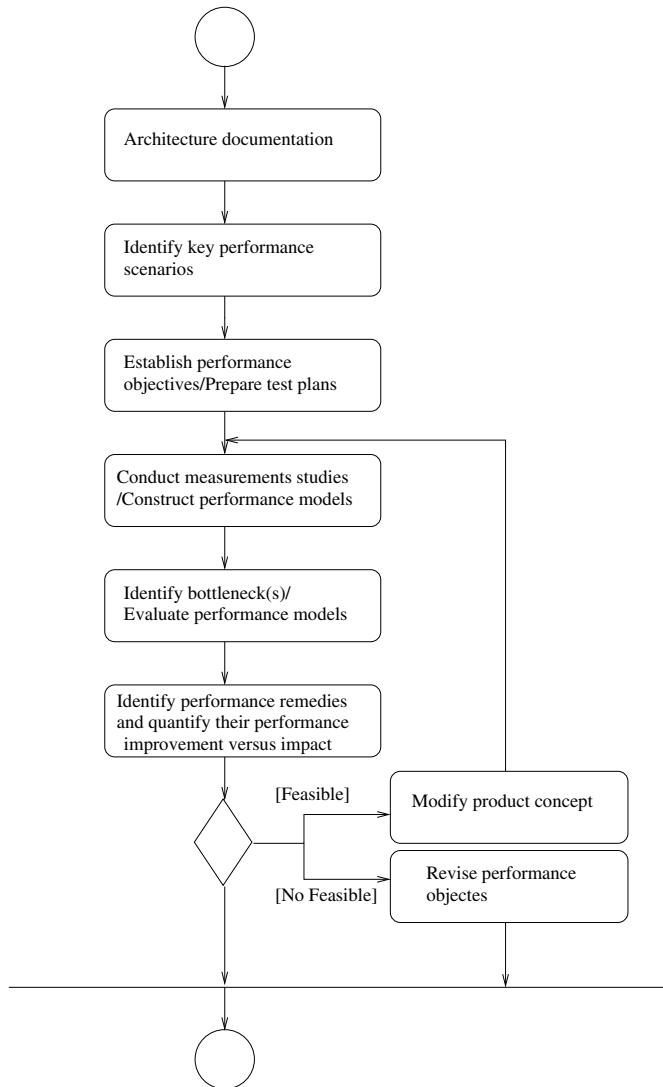 Architecture documentation
Identify key performance
scenarios
Establish performance
objectives/Prepare test plans
Conduct measurements studies
/Construct performance models
Identify bottleneck(s)/
Evaluate performance models
Identify performance remedies
and quantify their performance
improvement versus impact
[Feasible]
Modify product concept
[No Feasible]
Revise performance
objectes